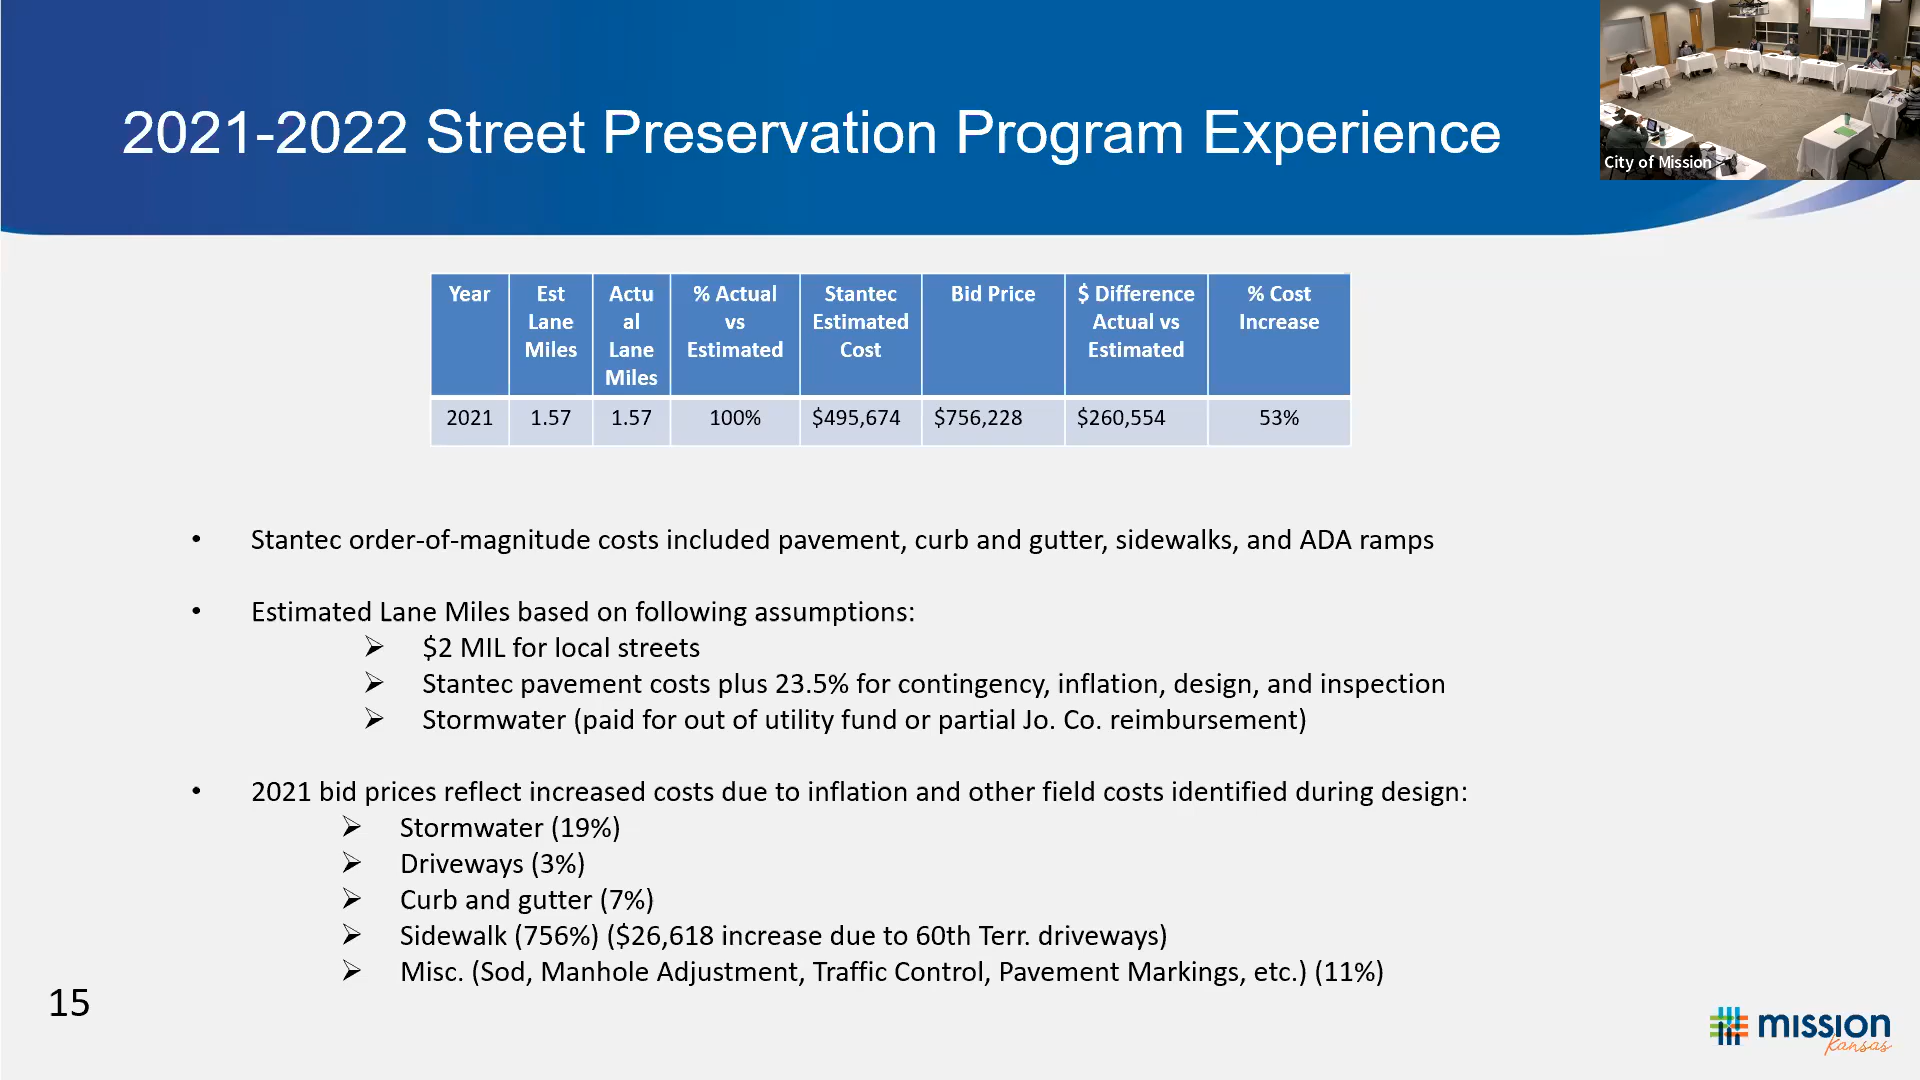 2021-2022 Street Preservation Program Experience
City of Mission
Year
Est Lane Miles
Actu al Lane Miles
% Actual vs Estimated
Stantec Estimated Cost
Bid Price
$ Difference Actual vs Estimated
% Cost Increase
2021 1.57 1.57 100% $495,674 $756,228 $260,554 53%
• Stantec order-of-magnitude costs included pavement, curb and gutter, sidewalks, and ADA ramps
• Estimated Lane Miles based on following assumptions:
➢ $2 MIL for local streets
➢ Stantec pavement costs plus 23.5% for contingency, inflation, design, and inspection
➢ Stormwater (paid for out of utility fund or partial Jo. Co. reimbursement)
• 2021 bid prices reflect increased costs due to inflation and other field costs identified during design:
➢ Stormwater (19%)
➢ Driveways (3%)
➢ Curb and gutter (7%)
➢ Sidewalk (756%) ($26,618 increase due to 60th Terr. driveways)
➢ Misc. (Sod, Manhole Adjustment, Traffic Control, Pavement Markings, etc.) (11%)
15
mission
kansas